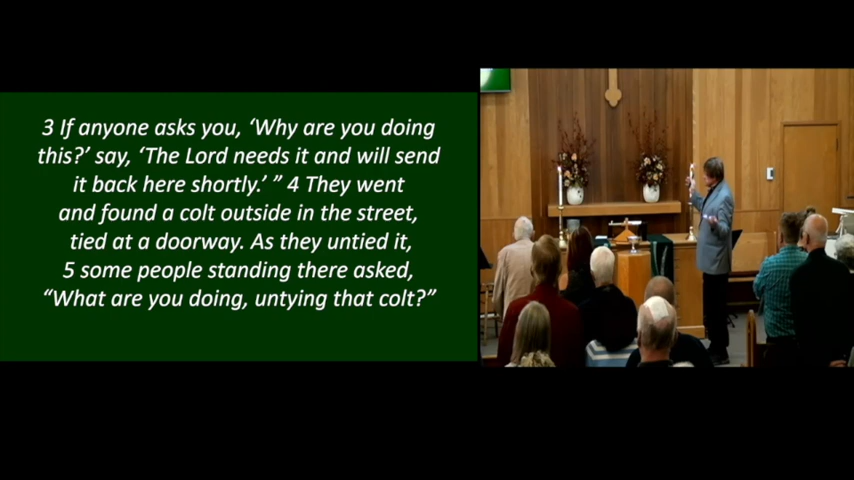 3 If anyone asks you, ‘Why are you doing
this?’ say, ‘The Lord needs it and will send
it back here shortly.’ ” 4 They went
and found a colt outside in the street,
tied at a doorway. As they untied it,
5 some people standing there asked,
“What are you doing, untying that colt?”